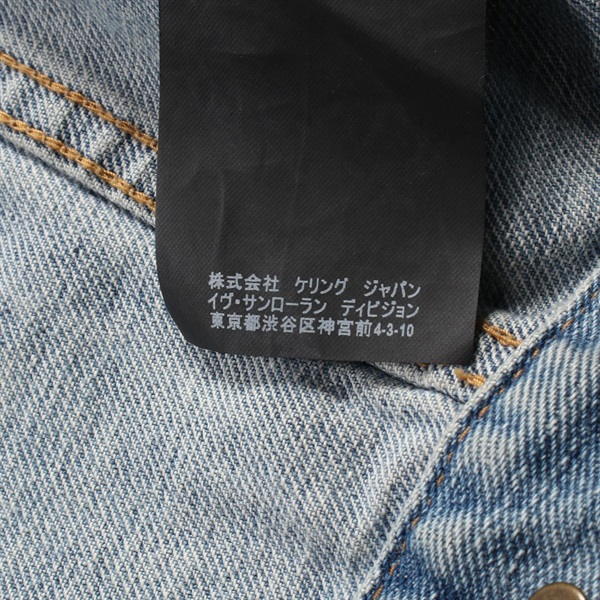 株式会社 ケリング ジャパン
イヴ・サンローラン ディビジョン
東京都渋谷区神宮前4-3-10